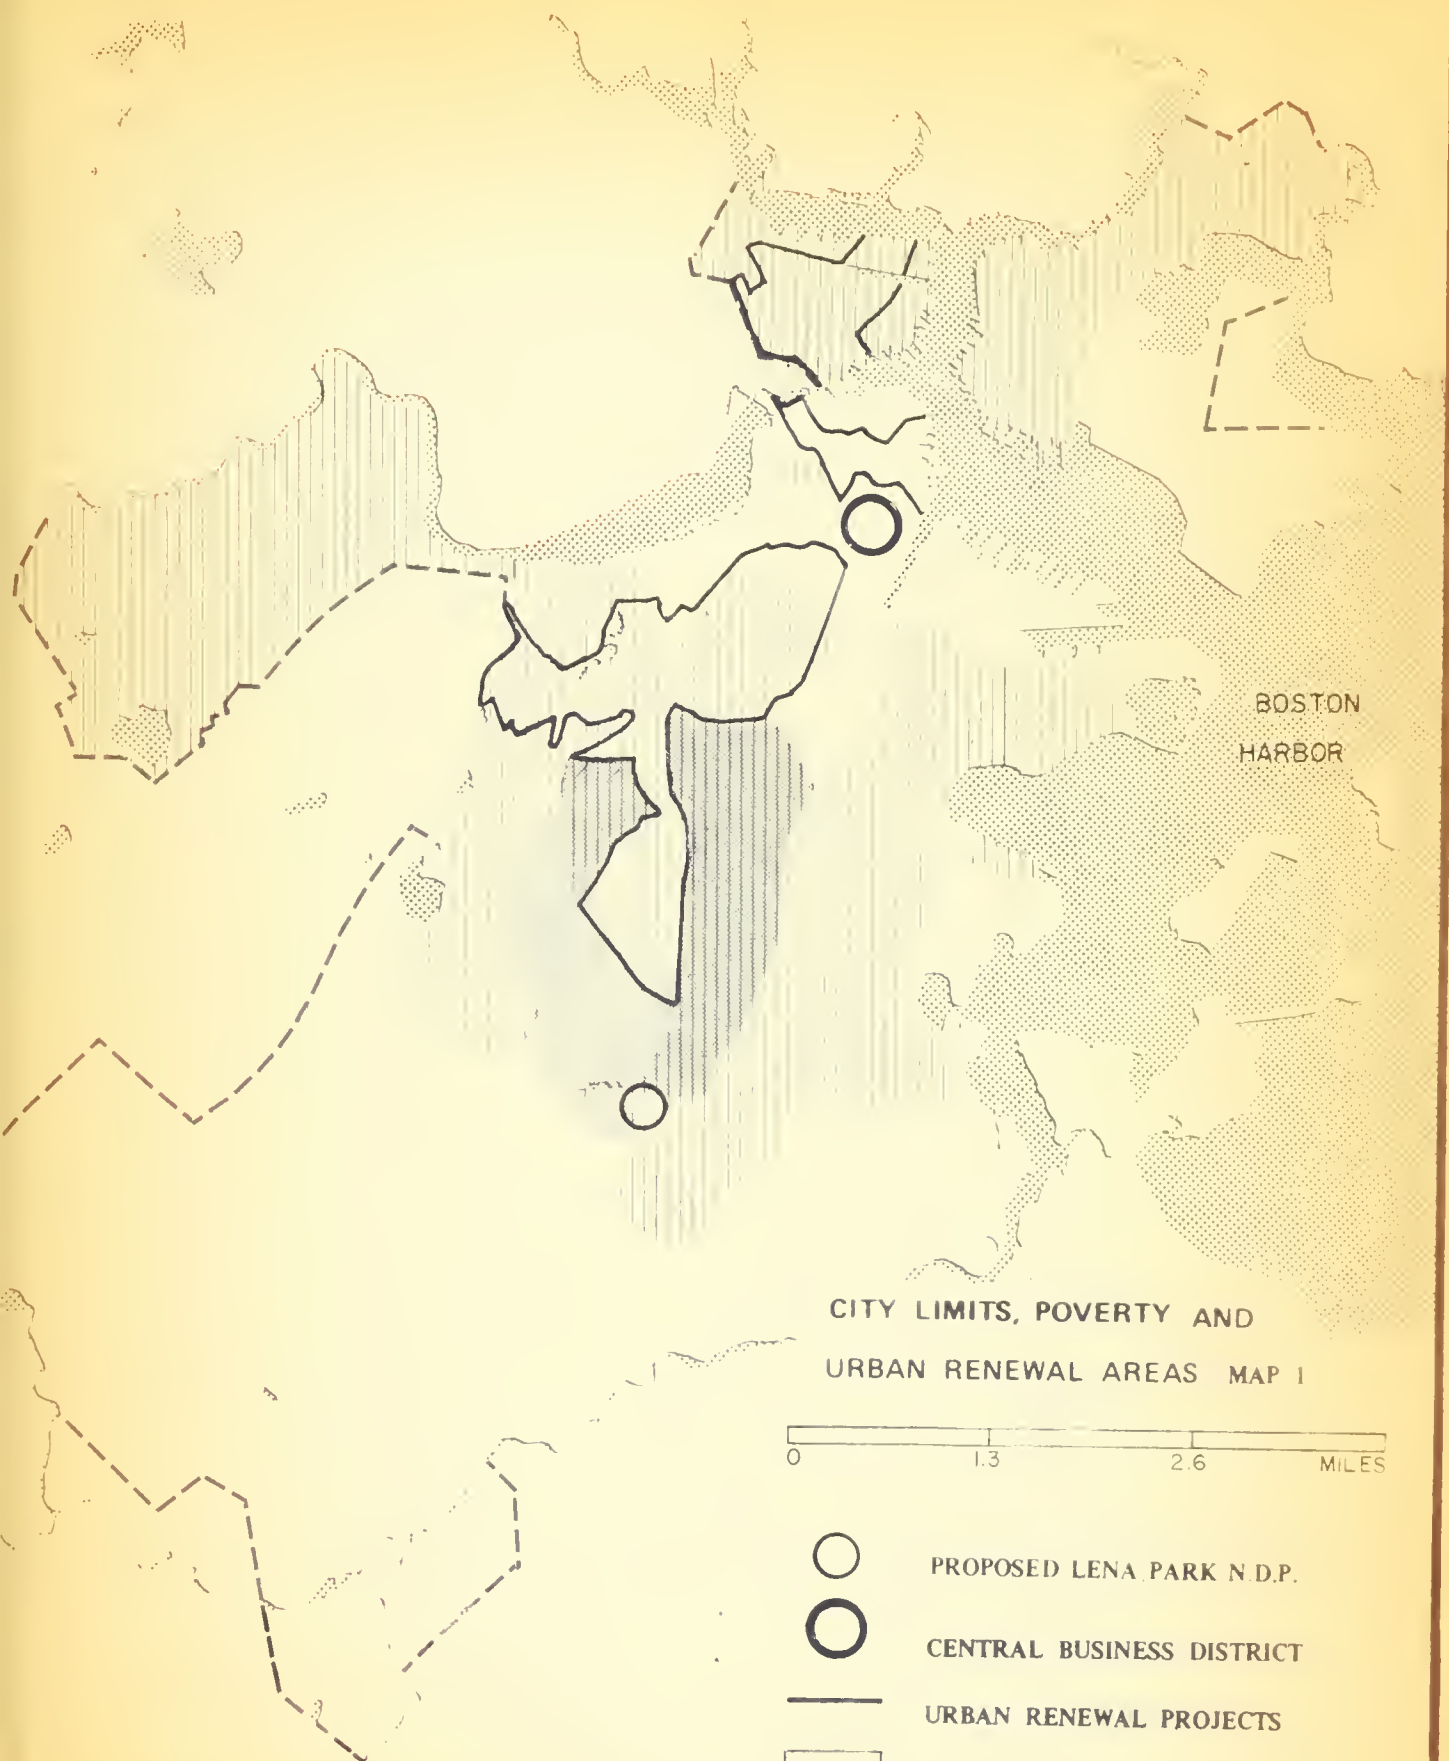 BOSTON
HARBOR
CITY LIMITS, POVERTY AND
URBAN RENEWAL AREAS MAP 1
0 1.3 2.6 MILES
PROPOSED LENA PARK N.D.P.
CENTRAL BUSINESS DISTRICT
URBAN RENEWAL PROJECTS